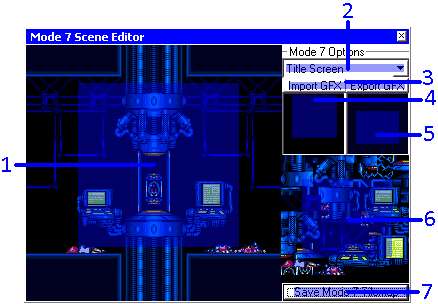 2
Mode 7 Scene Editor
Mode 7 Options
Title Screen
3
Import GFX Export GFX
4
5
1
6
Save Mode 7 Tilemap
7